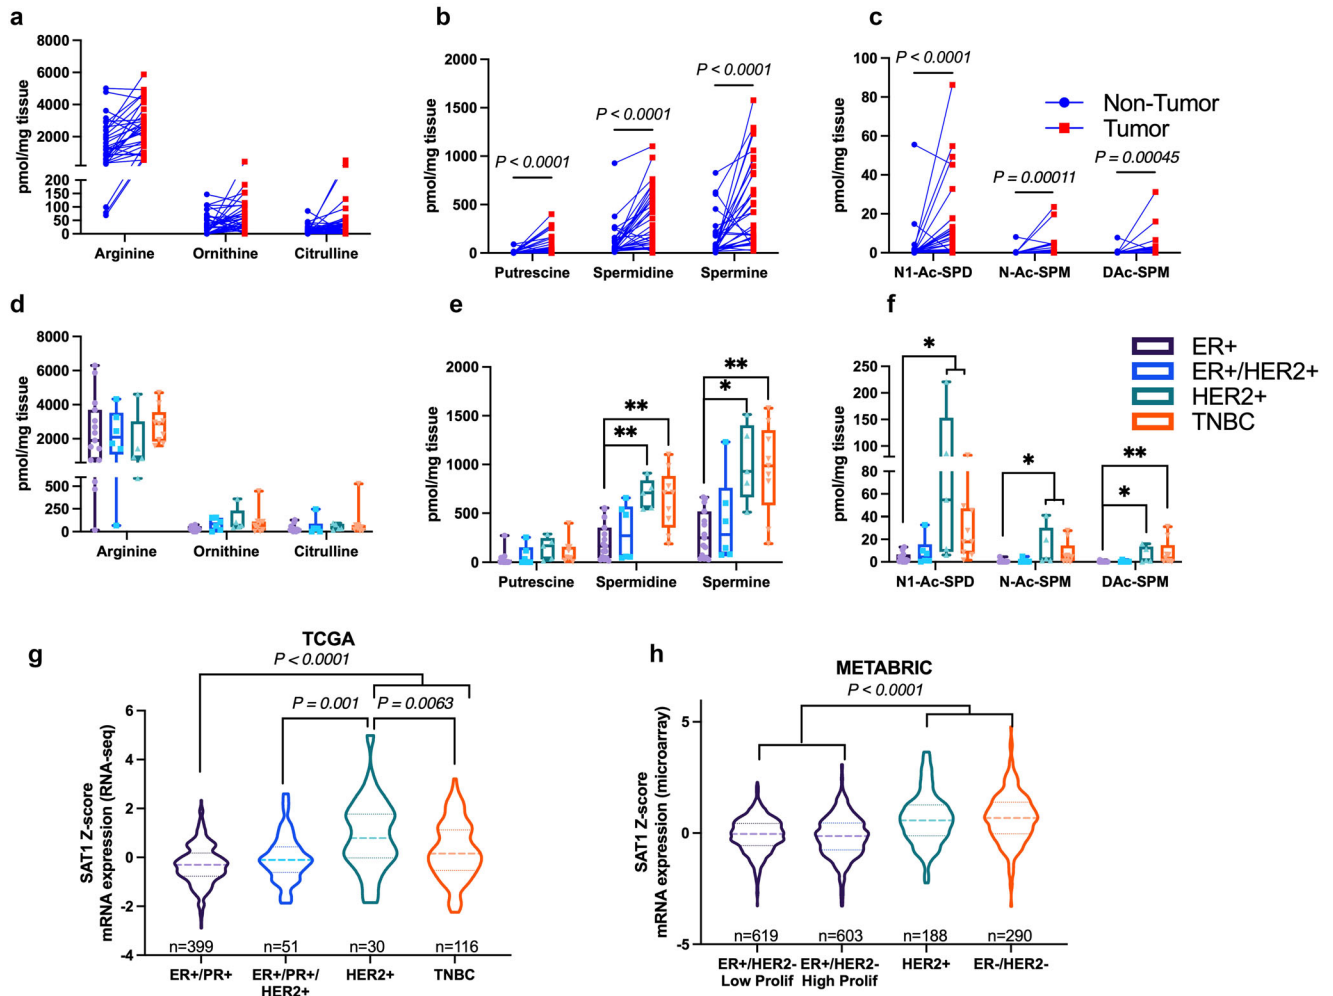 a
pmol/mg tissue
8000
6000
4000
2000
200
150
100
50
0
Arginine
Ornithine
Citrulline
b
pmol/mg tissue
2000
1500
1000
500
0
P < 0.0001
P < 0.0001
P < 0.0001
Putrescine
Spermidine
Spermine
c
pmol/mg tissue
100
80
60
40
20
0
P < 0.0001
P = 0.00011
P = 0.00045
Non-Tumor
Tumor
N1-Ac-SPD
N-Ac-SPM
DAc-SPM
d
pmol/mg tissue
8000
6000
4000
2000
500
250
0
Arginine
Ornithine
Citrulline
e
pmol/mg tissue
2000
1500
1000
500
0
**
**
**
*
Putrescine
Spermidine
Spermine
f
pmol/mg tissue
250
200
150
100
80
60
40
20
0
*
*
**
*
N1-Ac-SPD
N-Ac-SPM
DAc-SPM
ER+
ER+/HER2+
HER2+
TNBC
g
TCGA
P < 0.0001
P = 0.001
P = 0.0063
SAT1 Z-score
mRNA expression (RNA-seq)
6
4
2
0
-2
-4
n=399
n=51
n=30
n=116
ER+/PR+
ER+/PR+/
HER2+
HER2+
TNBC
h
METABRIC
P < 0.0001
SAT1 Z-score
mRNA expression (microarray)
5
0
-5
n=619
n=603
n=188
n=290
ER+/HER2-
Low Prolif
ER+/HER2-
High Prolif
HER2+
ER-/HER2-